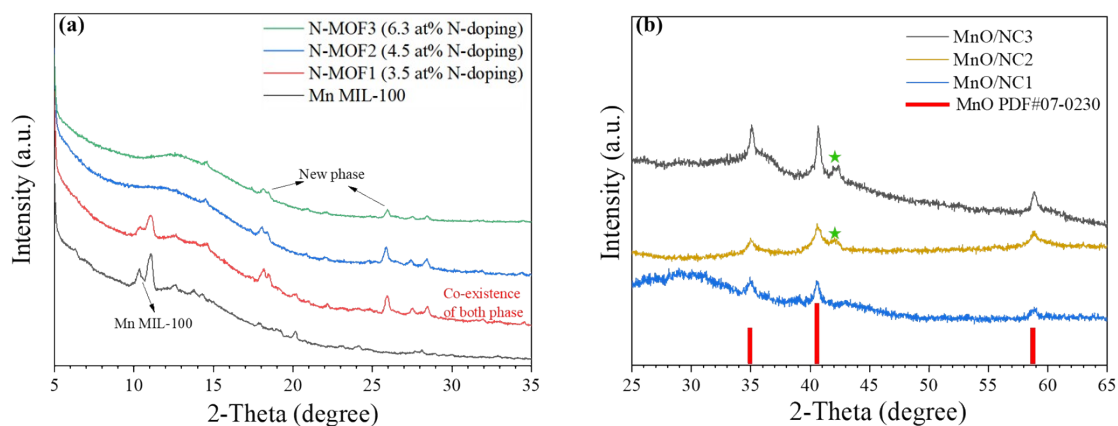 (a)
N-MOF3 (6.3 at% N-doping)
N-MOF2 (4.5 at% N-doping)
N-MOF1 (3.5 at% N-doping)
Mn MIL-100
New phase
Co-existence
of both phase
Mn MIL-100
Intensity (a.u.)
5 10 15 20 25 30 35
2-Theta (degree)
(b)
MnO/NC3
MnO/NC2
MnO/NC1
MnO PDF#07-0230
Intensity (a.u.)
25 30 35 40 45 50 55 60 65
2-Theta (degree)